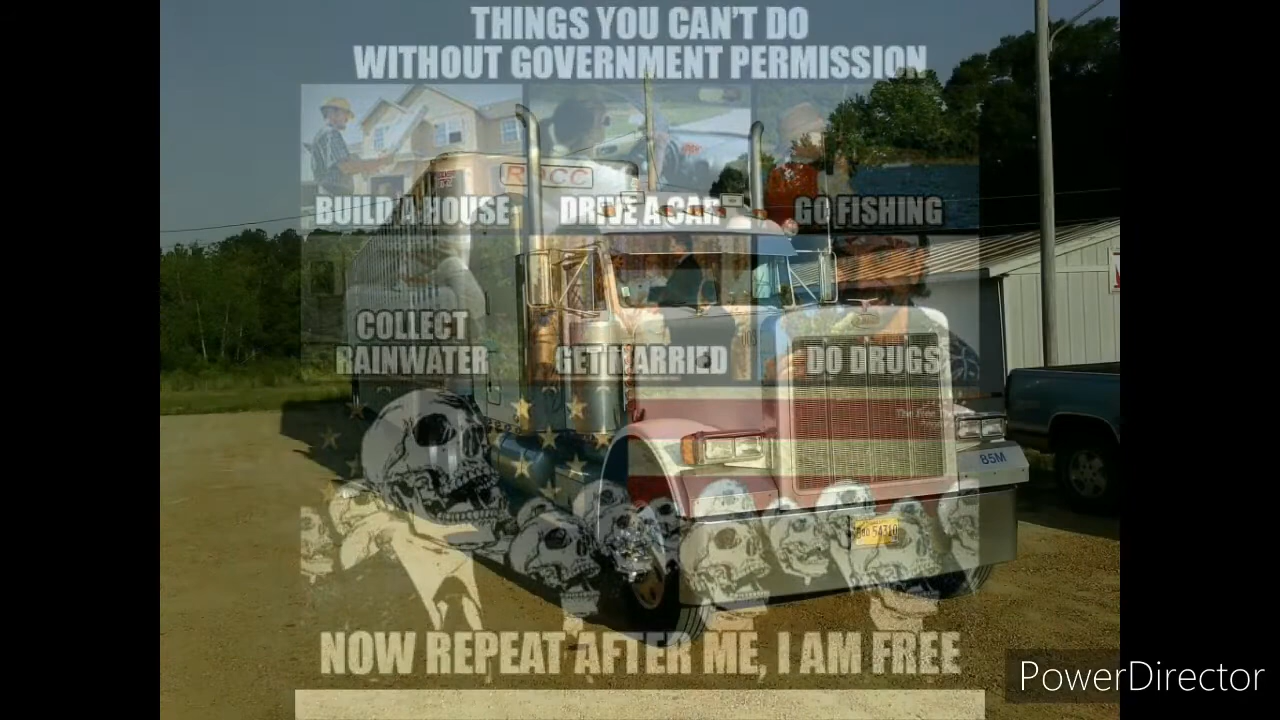 THINGS YOU CAN'T DO
WITHOUT GOVERNMENT PERMISSION
BUILD A HOUSE
DRIVE A CAR
GO FISHING
COLLECT
RAINWATER
GET MARRIED
DO DRUGS
85M
NOW REPEAT AFTER ME, I AM FREE
PowerDirector